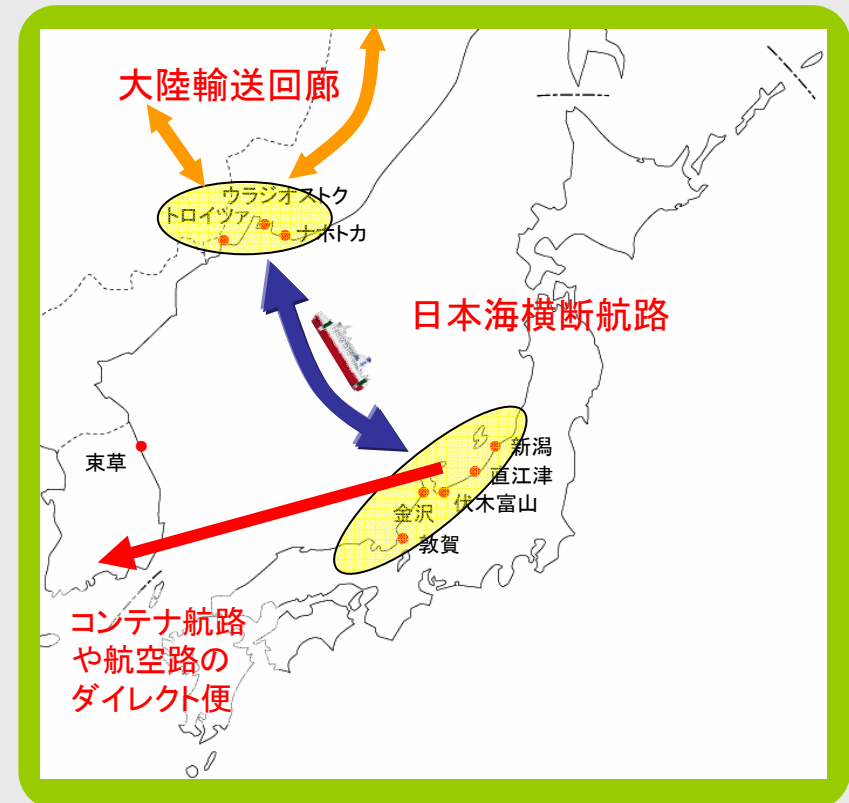 大陸輸送回廊
ウラジオストク
トロイツァ
ナホトカ
日本海横断航路
束草
新潟
直江津
伏木富山
金沢
敦賀
コンテナ航路
や航空路の
ダイレクト便